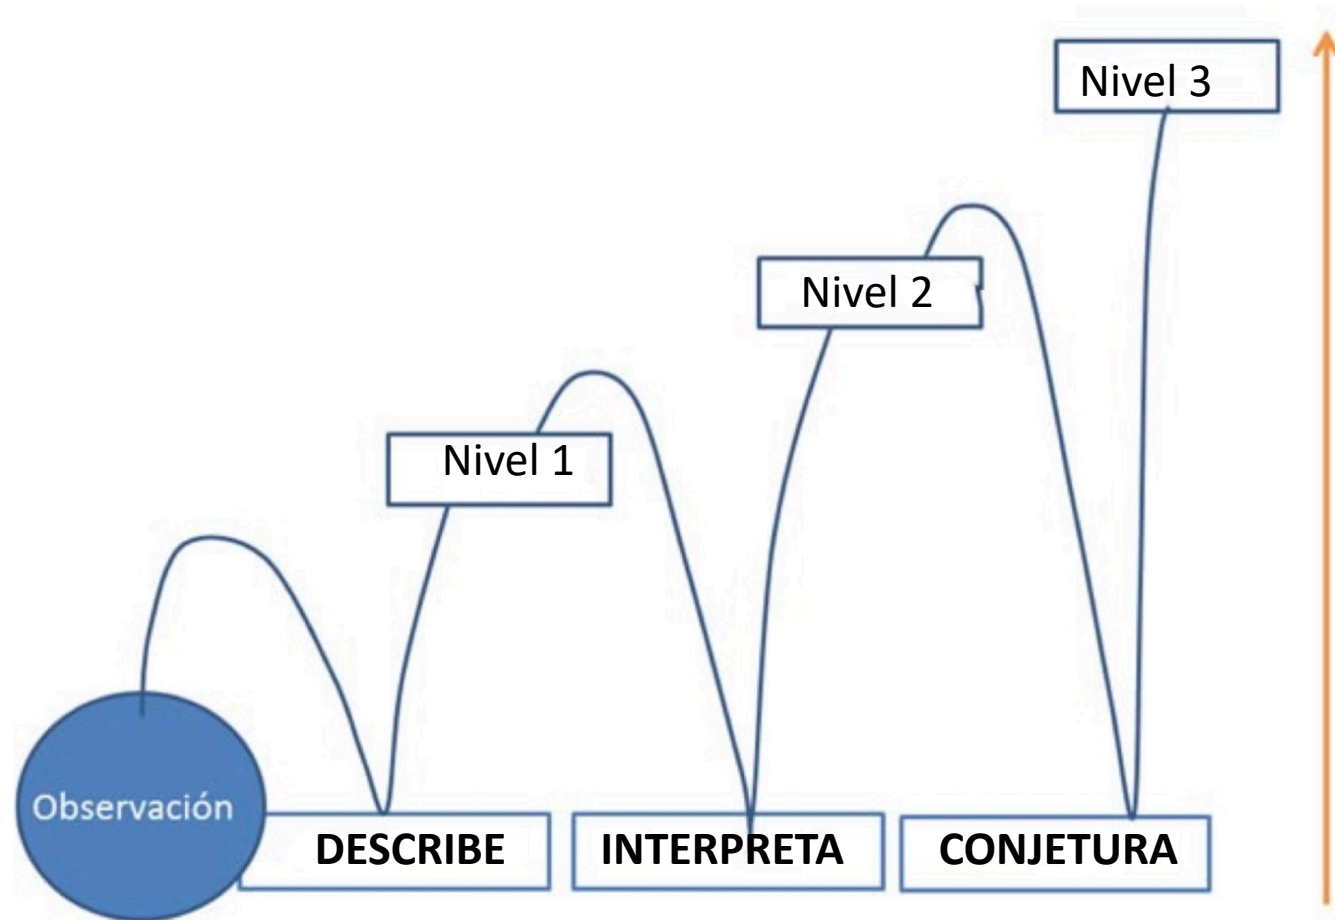 Nivel 3
Nivel 2
Nivel 1
Observación
DESCRIBE
INTERPRETA
CONJETURA